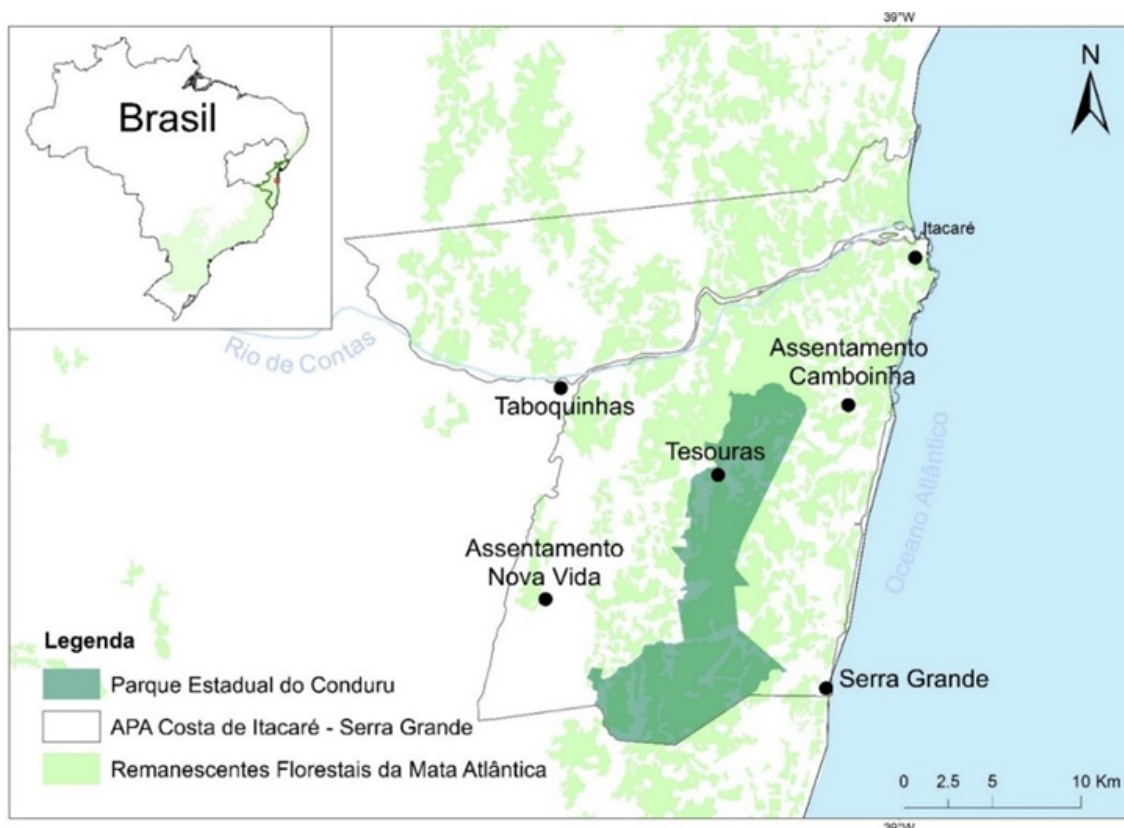 39°W
Brasil
N
Itacaré
Rio de Contas
Assentamento
Camboinha
Taboquinhas
Tesouras
Oceano Atlântico
Assentamento
Nova Vida
Legenda
Parque Estadual do Conduru
Serra Grande
APA Costa de Itacaré - Serra Grande
Remanescentes Florestais da Mata Atlântica
0 2.5 5 10 Km
39°W